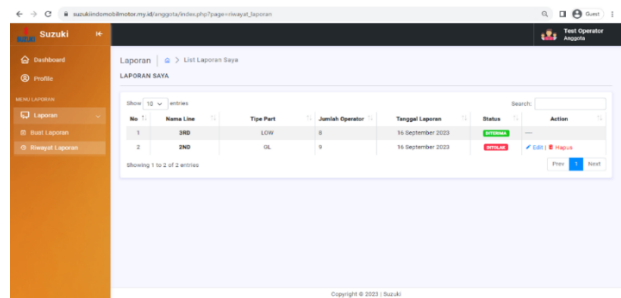 suzukiindomobilmotor.my.id/anggota/index.php?page=riwayat_laporan
Guest
Suzuki
Test Operator
Anggota
Dashboard
Profile
MENU LAPORAN
Laporan
Buat Laporan
Riwayat Laporan
Laporan > List Laporan Saya
LAPORAN SAYA
Show 10 entries
Search:
No Nama Line Tipe Part Jumlah Operator Tanggal Laporan Status Action
1 3RD LOW 8 16 September 2023 DITERIMA ---
2 2ND GL 9 16 September 2023 DITOLAK Edit | Hapus
Showing 1 to 2 of 2 entries
Prev 1 Next
Copyright © 2023 | Suzuki